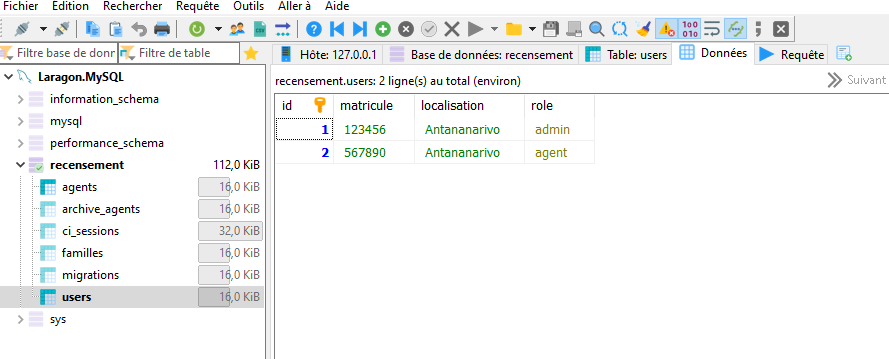 Fichier Edition Rechercher Requête Outils Aller à Aide
Filtre base de donr Filtre de table
Hôte: 127.0.0.1 Base de données: recensement Table: users Données Requête
Laragon.MySQL
information_schema
mysql
performance_schema
recensement 112,0 KiB
agents 16,0 KiB
archive_agents 16,0 KiB
ci_sessions 32,0 KiB
familles 16,0 KiB
migrations 16,0 KiB
users 16,0 KiB
sys
recensement.users: 2 ligne(s) au total (environ) Suivant
id matricule localisation role
1 123456 Antananarivo admin
2 567890 Antananarivo agent